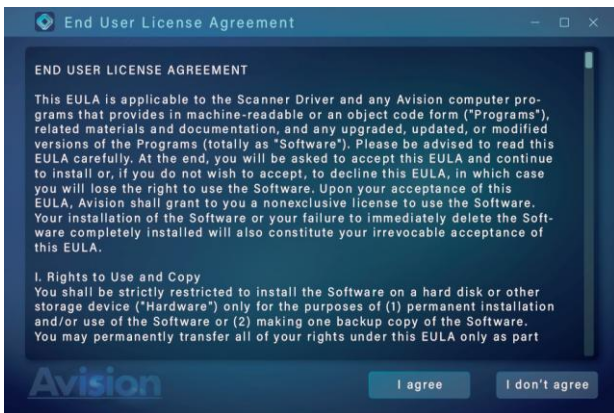 End User License Agreement
END USER LICENSE AGREEMENT
This EULA is applicable to the Scanner Driver and any Avision computer pro-
grams that provides in machine-readable or an object code form ("Programs"),
related materials and documentation, and any upgraded, updated, or modified
versions of the Programs (totally as "Software"). Please be advised to read this
EULA carefully. At the end, you will be asked to accept this EULA and continue
to install or, if you do not wish to accept, to decline this EULA, in which case
you will lose the right to use the Software. Upon your acceptance of this
EULA, Avision shall grant to you a nonexclusive license to use the Software.
Your installation of the Software or your failure to immediately delete the Soft-
ware completely installed will also constitute your irrevocable acceptance of
this EULA.
I. Rights to Use and Copy
You shall be strictly restricted to install the Software on a hard disk or other
storage device ("Hardware") only for the purposes of (1) permanent installation
and/or use of the Software or (2) making one backup copy of the Software.
You may permanently transfer all of your rights under this EULA only as part
Avision
I agree
I don't agree